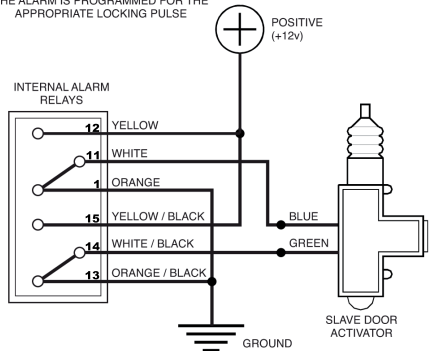 THE ALARM IS PROGRAMMED FOR THE
APPROPRIATE LOCKING PULSE
POSITIVE
(+12v)
INTERNAL ALARM
RELAYS
12 YELLOW
11 WHITE
1 ORANGE
15 YELLOW / BLACK
BLUE
14 WHITE / BLACK
GREEN
13 ORANGE / BLACK
SLAVE DOOR
ACTIVATOR
GROUND